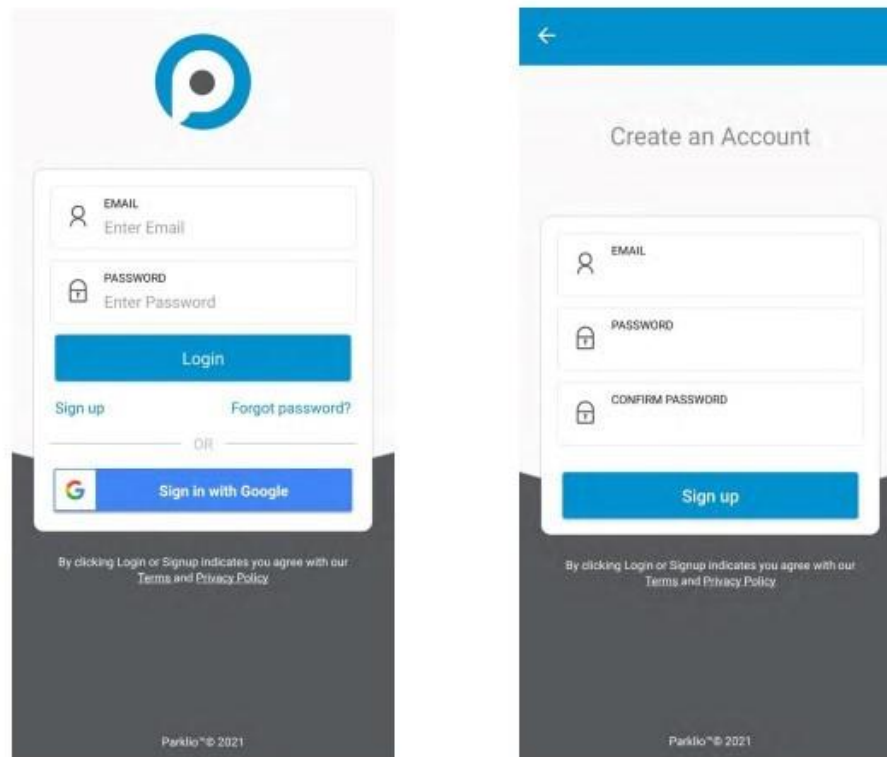 EMAIL
Enter Email
PASSWORD
Enter Password
Login
Sign up
Forgot password?
OR
Sign in with Google
By clicking Login or Signup indicates you agree with our
Terms and Privacy Policy
Parklio™© 2021
Create an Account
EMAIL
PASSWORD
CONFIRM PASSWORD
Sign up
By clicking Login or Signup indicates you agree with our
Terms and Privacy Policy
Parklio™© 2021